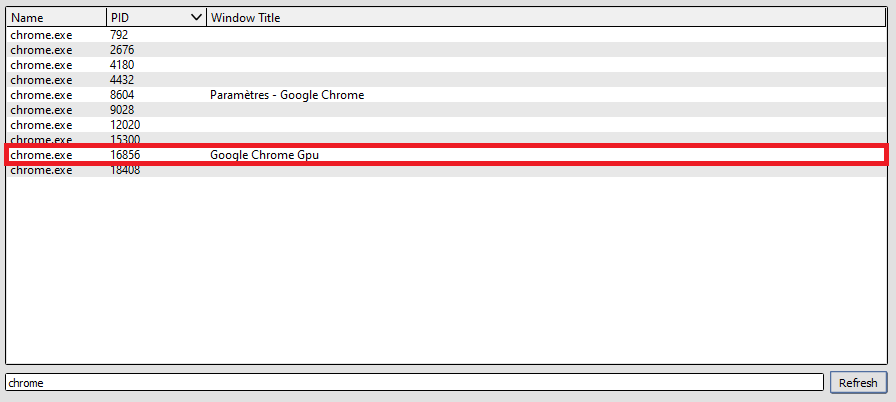 Name PID Window Title
chrome.exe 792
chrome.exe 2676
chrome.exe 4180
chrome.exe 4432
chrome.exe 8604 Paramètres - Google Chrome
chrome.exe 9028
chrome.exe 12020
chrome.exe 15300
chrome.exe 16856 Google Chrome Gpu
chrome.exe 18408
chrome Refresh